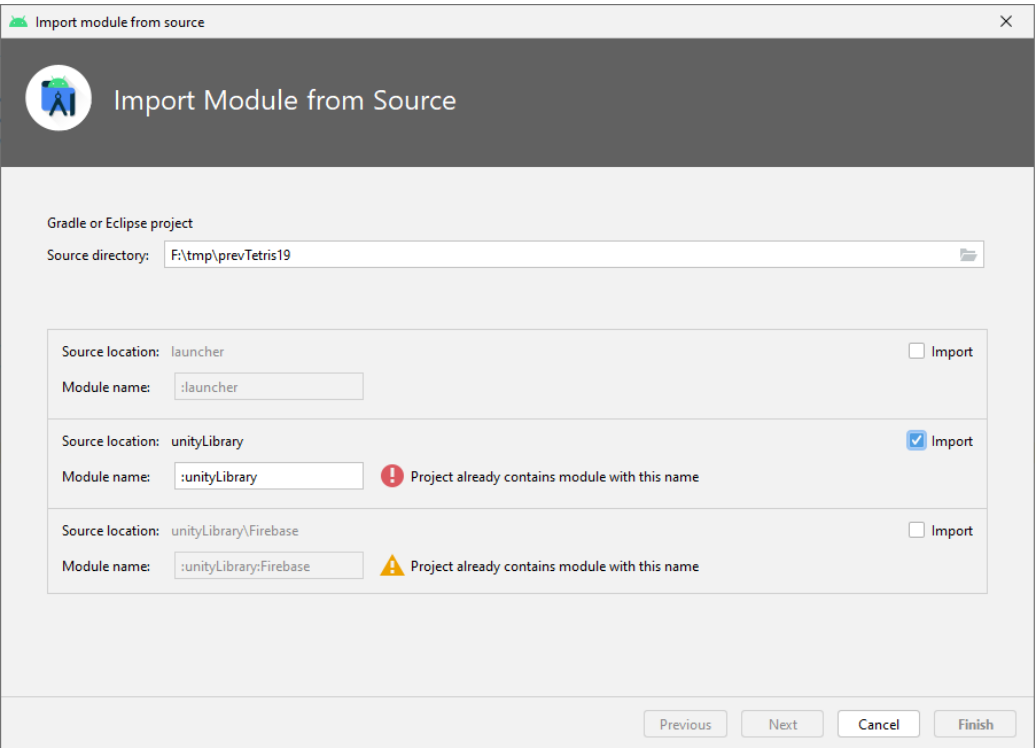 Import module from source
Import Module from Source
Gradle or Eclipse project
Source directory: F:\tmp\prevTetris19
Source location: launcher Import
Module name: :launcher
Source location: unityLibrary Import
Module name: :unityLibrary Project already contains module with this name
Source location: unityLibrary\Firebase Import
Module name: :unityLibrary:Firebase Project already contains module with this name
Previous Next Cancel Finish